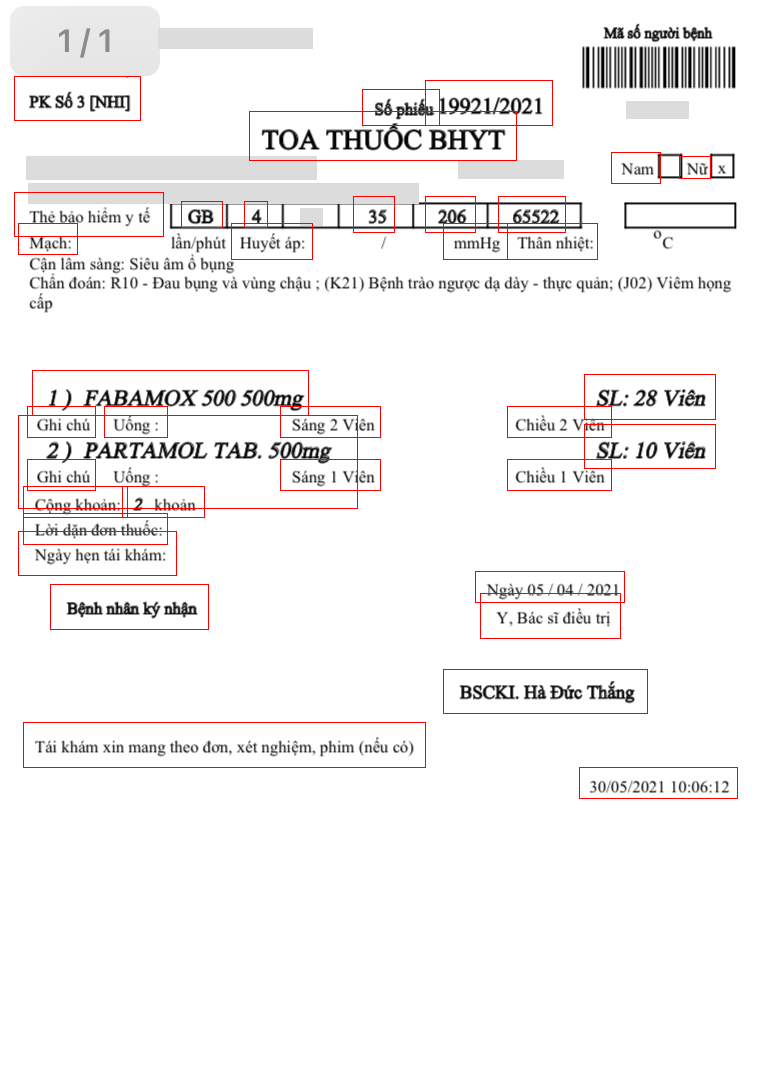 1/1
Mã số người bệnh
PK Số 3 [NHI]
Số phiếu 19921/2021
TOA THUỐC BHYT
Nam Nữ x
Thẻ bảo hiểm y tế GB 4 35 206 65522
Mạch: lần/phút Huyết áp: / mmHg Thân nhiệt: °C
Cận lâm sàng: Siêu âm ổ bụng
Chẩn đoán: R10 - Đau bụng và vùng chậu ; (K21) Bệnh trào ngược dạ dày - thực quản; (J02) Viêm họng
cấp
1 ) FABAMOX 500 500mg SL: 28 Viên
Ghi chú Uống : Sáng 2 Viên Chiều 2 Viên
2 ) PARTAMOL TAB. 500mg SL: 10 Viên
Ghi chú Uống : Sáng 1 Viên Chiều 1 Viên
Cộng khoản: 2 khoản
Lời dặn đơn thuốc:
Ngày hẹn tái khám:
Ngày 05 / 04 / 2021
Bệnh nhân ký nhận Y, Bác sĩ điều trị
BSCKI. Hà Đức Thắng
Tái khám xin mang theo đơn, xét nghiệm, phim (nếu có)
30/05/2021 10:06:12